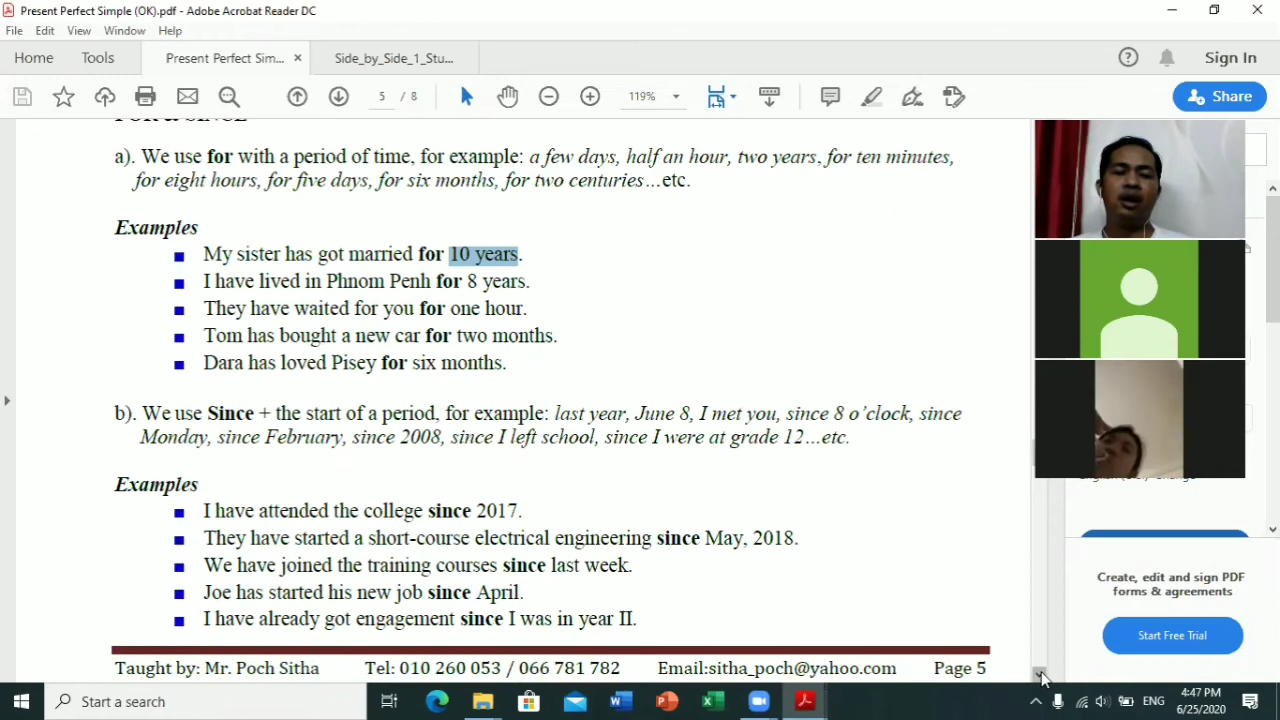 Present Perfect Simple (OK).pdf - Adobe Acrobat Reader DC
File Edit View Window Help
Home Tools Present Perfect Sim... × Side_by_Side_1_Stu... Sign In
5 / 8 119% Share
FOR & SINCE
a). We use for with a period of time, for example: a few days, half an hour, two years, for ten minutes,
for eight hours, for five days, for six months, for two centuries…etc.
Examples
My sister has got married for 10 years.
I have lived in Phnom Penh for 8 years.
They have waited for you for one hour.
Tom has bought a new car for two months.
Dara has loved Pisey for six months.
b). We use Since + the start of a period, for example: last year, June 8, I met you, since 8 o’clock, since
Monday, since February, since 2008, since I left school, since I were at grade 12…etc.
Examples
I have attended the college since 2017.
They have started a short-course electrical engineering since May, 2018.
We have joined the training courses since last week.
Joe has started his new job since April.
I have already got engagement since I was in year II.
Taught by: Mr. Poch Sitha Tel: 010 260 053 / 066 781 782 Email:sitha_poch@yahoo.com Page 5
Create, edit and sign PDF
forms & agreements
Start Free Trial
Start a search
ENG
4:47 PM
6/25/2020